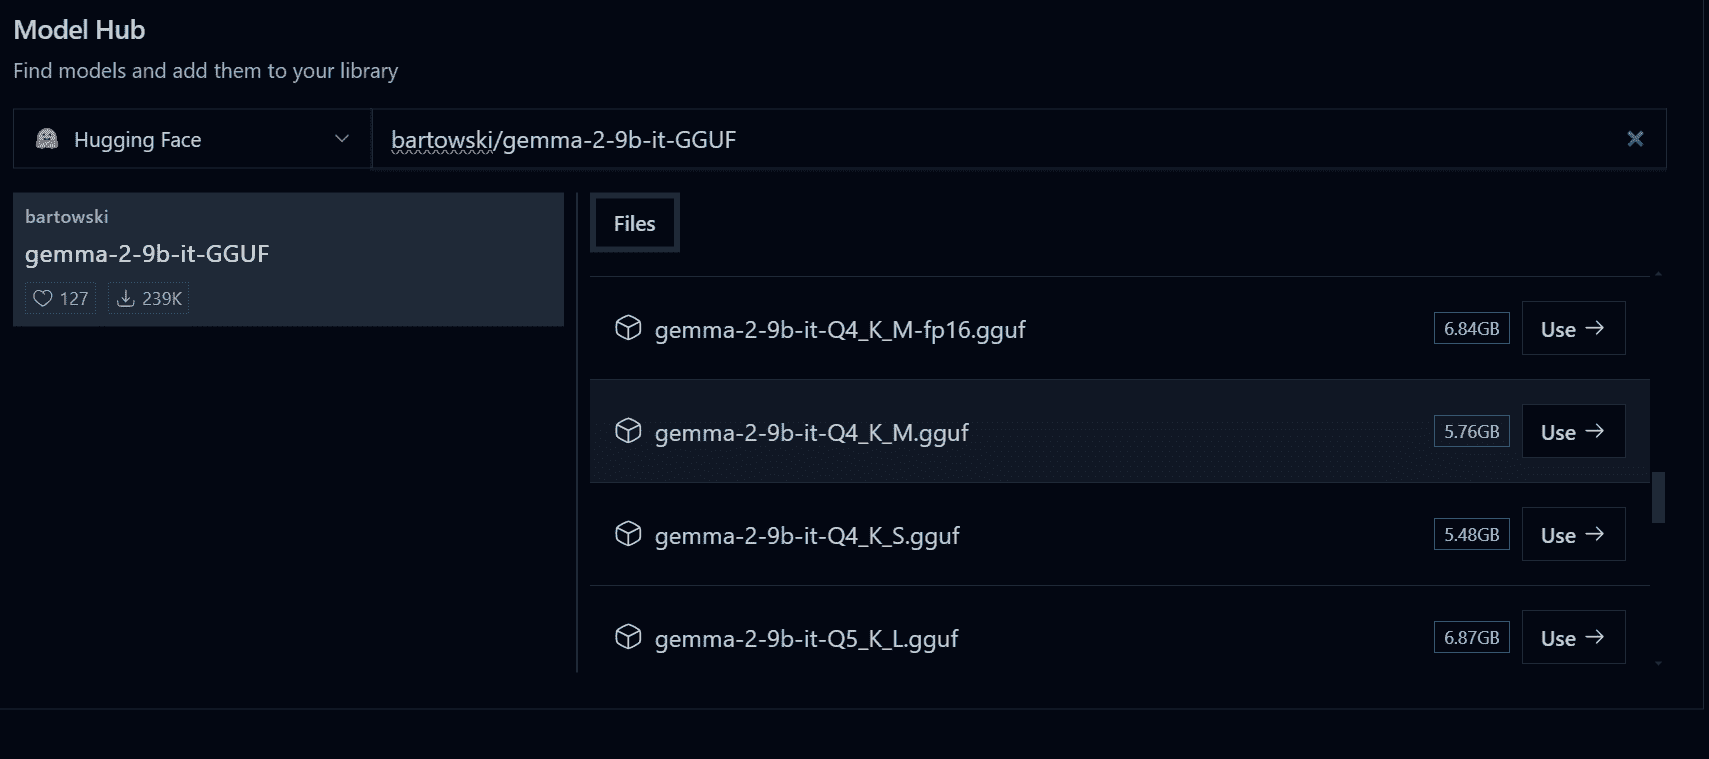 Model Hub
Find models and add them to your library
Hugging Face
bartowski/gemma-2-9b-it-GGUF
bartowski
gemma-2-9b-it-GGUF
127 239K
Files
gemma-2-9b-it-Q4_K_M-fp16.gguf 6.84GB Use →
gemma-2-9b-it-Q4_K_M.gguf 5.76GB Use →
gemma-2-9b-it-Q4_K_S.gguf 5.48GB Use →
gemma-2-9b-it-Q5_K_L.gguf 6.87GB Use →